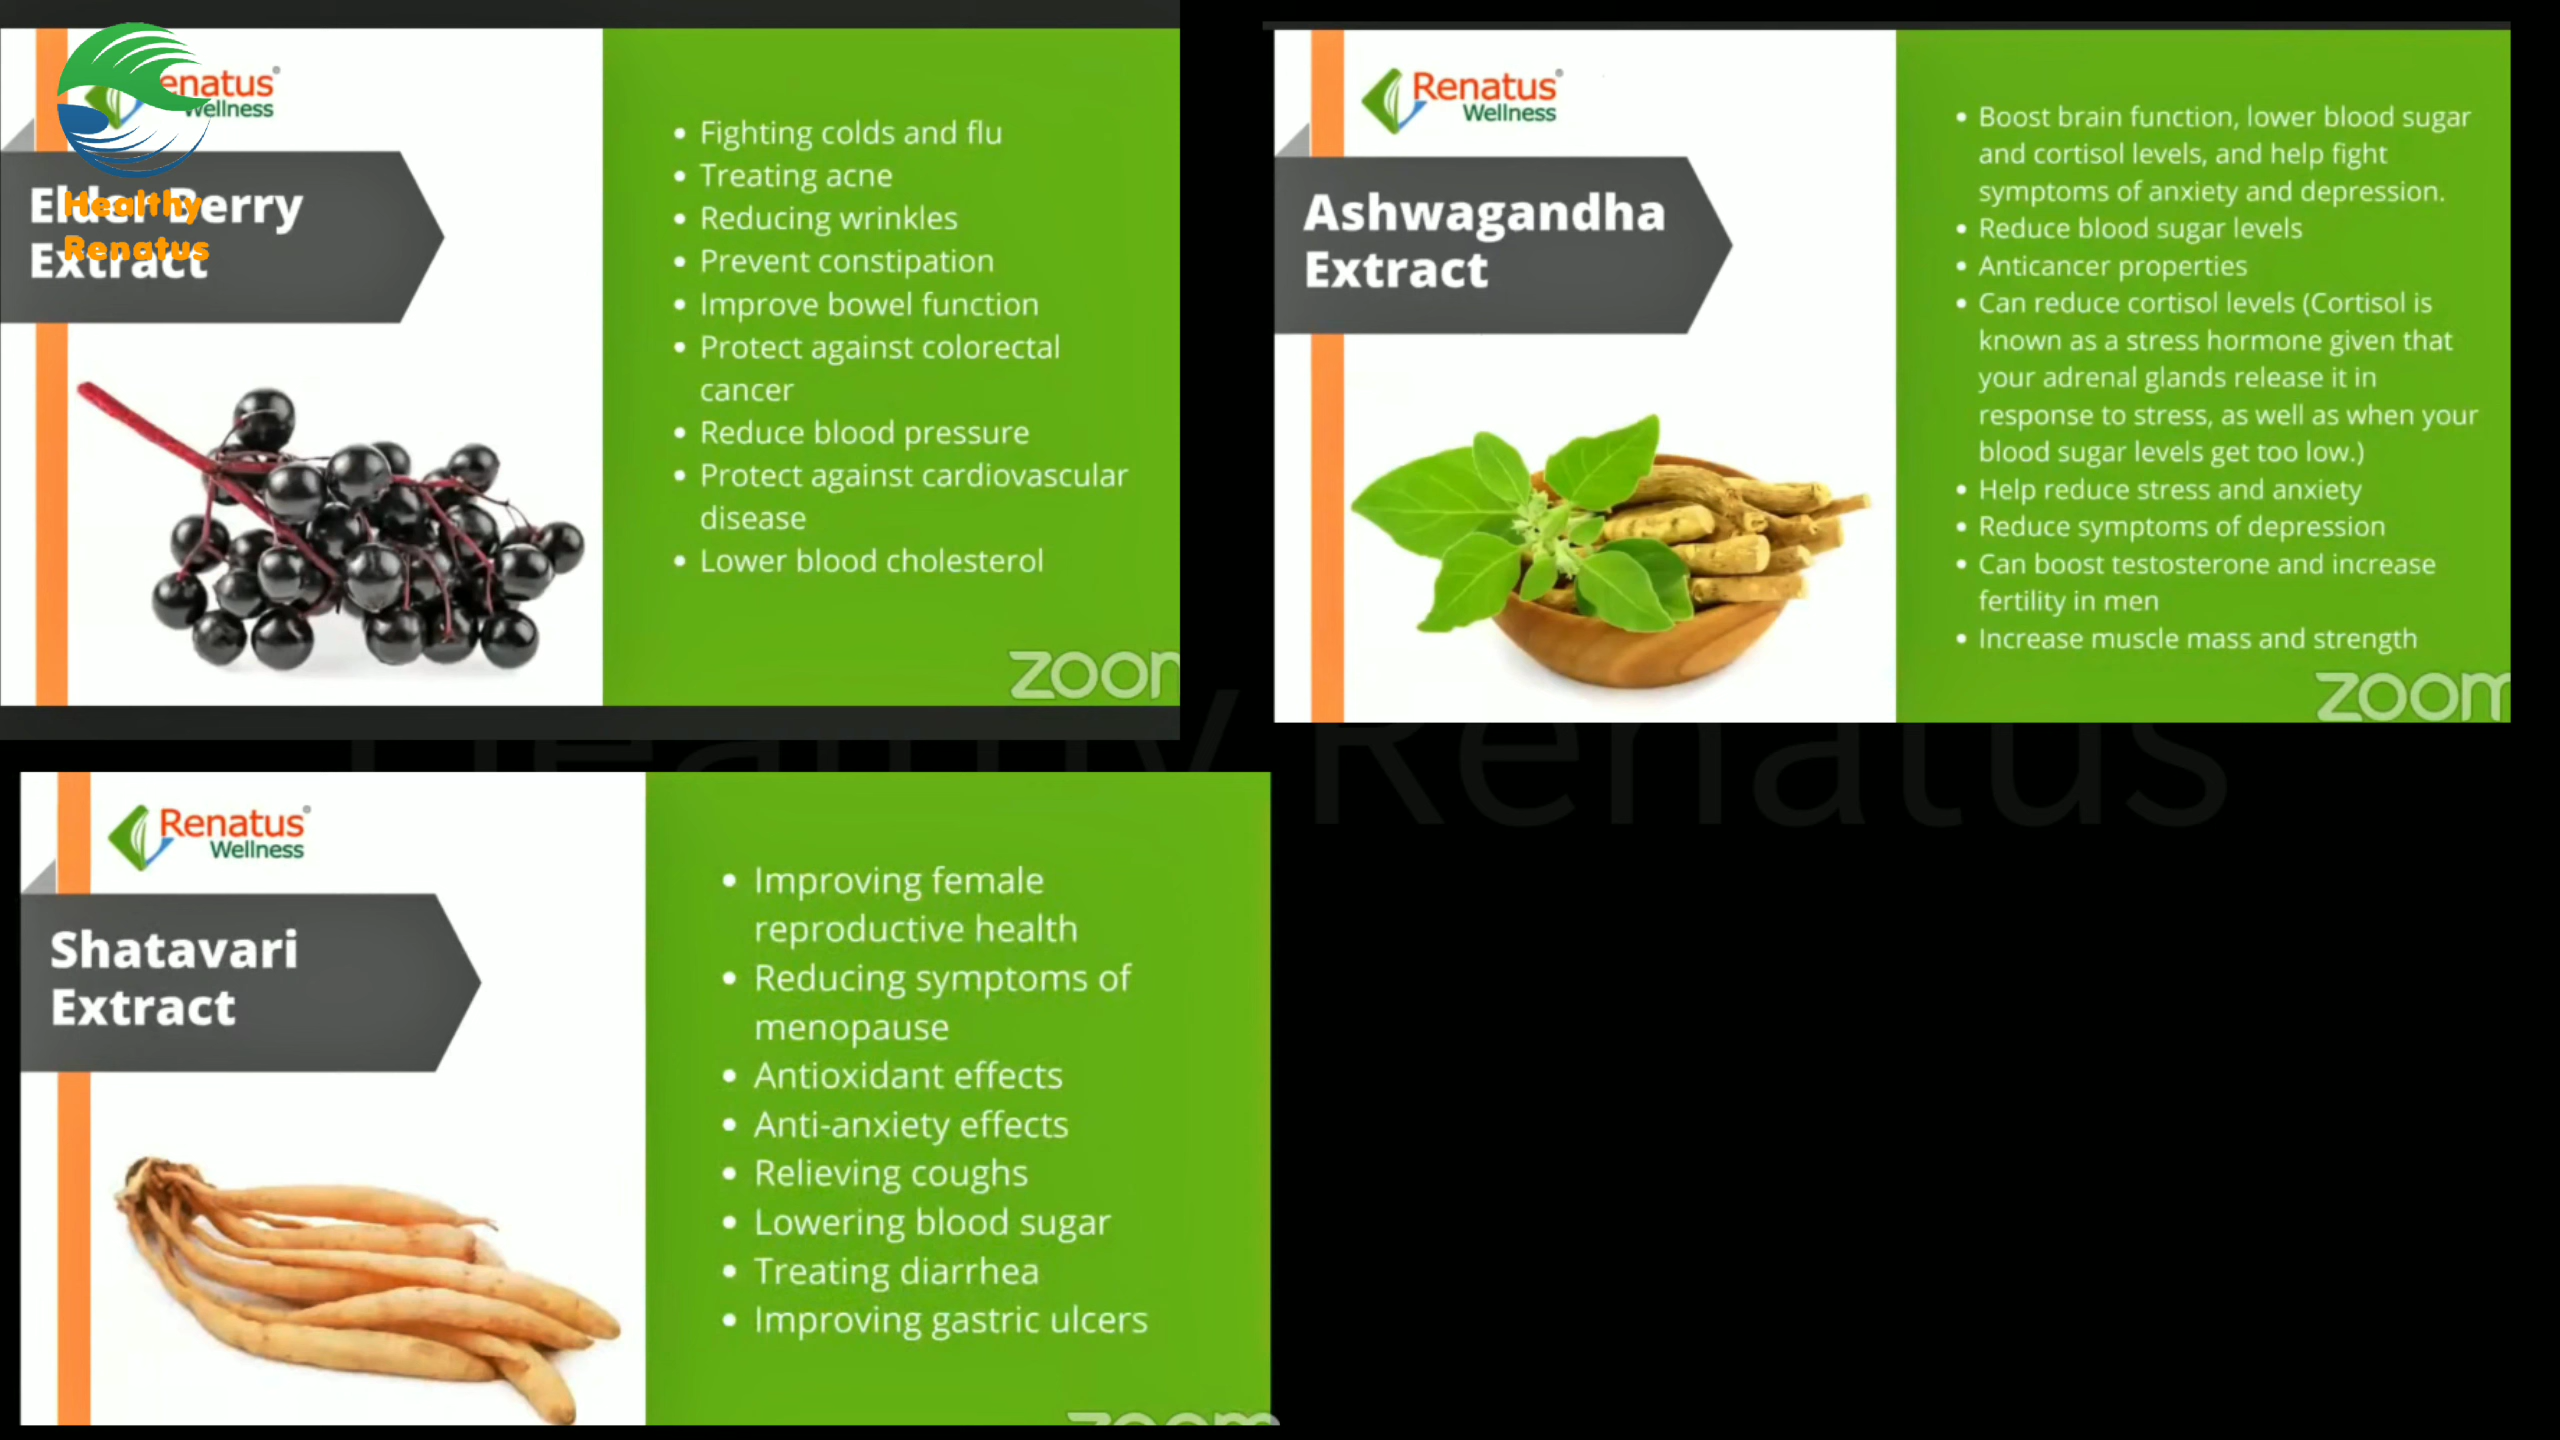 Renatus
Wellness
Elder Berry
Extract
Healthy
Renatus
• Fighting colds and flu
• Treating acne
• Reducing wrinkles
• Prevent constipation
• Improve bowel function
• Protect against colorectal
cancer
• Reduce blood pressure
• Protect against cardiovascular
disease
• Lower blood cholesterol
zoom
Renatus
Wellness
Ashwagandha
Extract
• Boost brain function, lower blood sugar
and cortisol levels, and help fight
symptoms of anxiety and depression.
• Reduce blood sugar levels
• Anticancer properties
• Can reduce cortisol levels (Cortisol is
known as a stress hormone given that
your adrenal glands release it in
response to stress, as well as when your
blood sugar levels get too low.)
• Help reduce stress and anxiety
• Reduce symptoms of depression
• Can boost testosterone and increase
fertility in men
• Increase muscle mass and strength
zoom
Healthy Renatus
Renatus
Wellness
Shatavari
Extract
• Improving female
reproductive health
• Reducing symptoms of
menopause
• Antioxidant effects
• Anti-anxiety effects
• Relieving coughs
• Lowering blood sugar
• Treating diarrhea
• Improving gastric ulcers
zoom